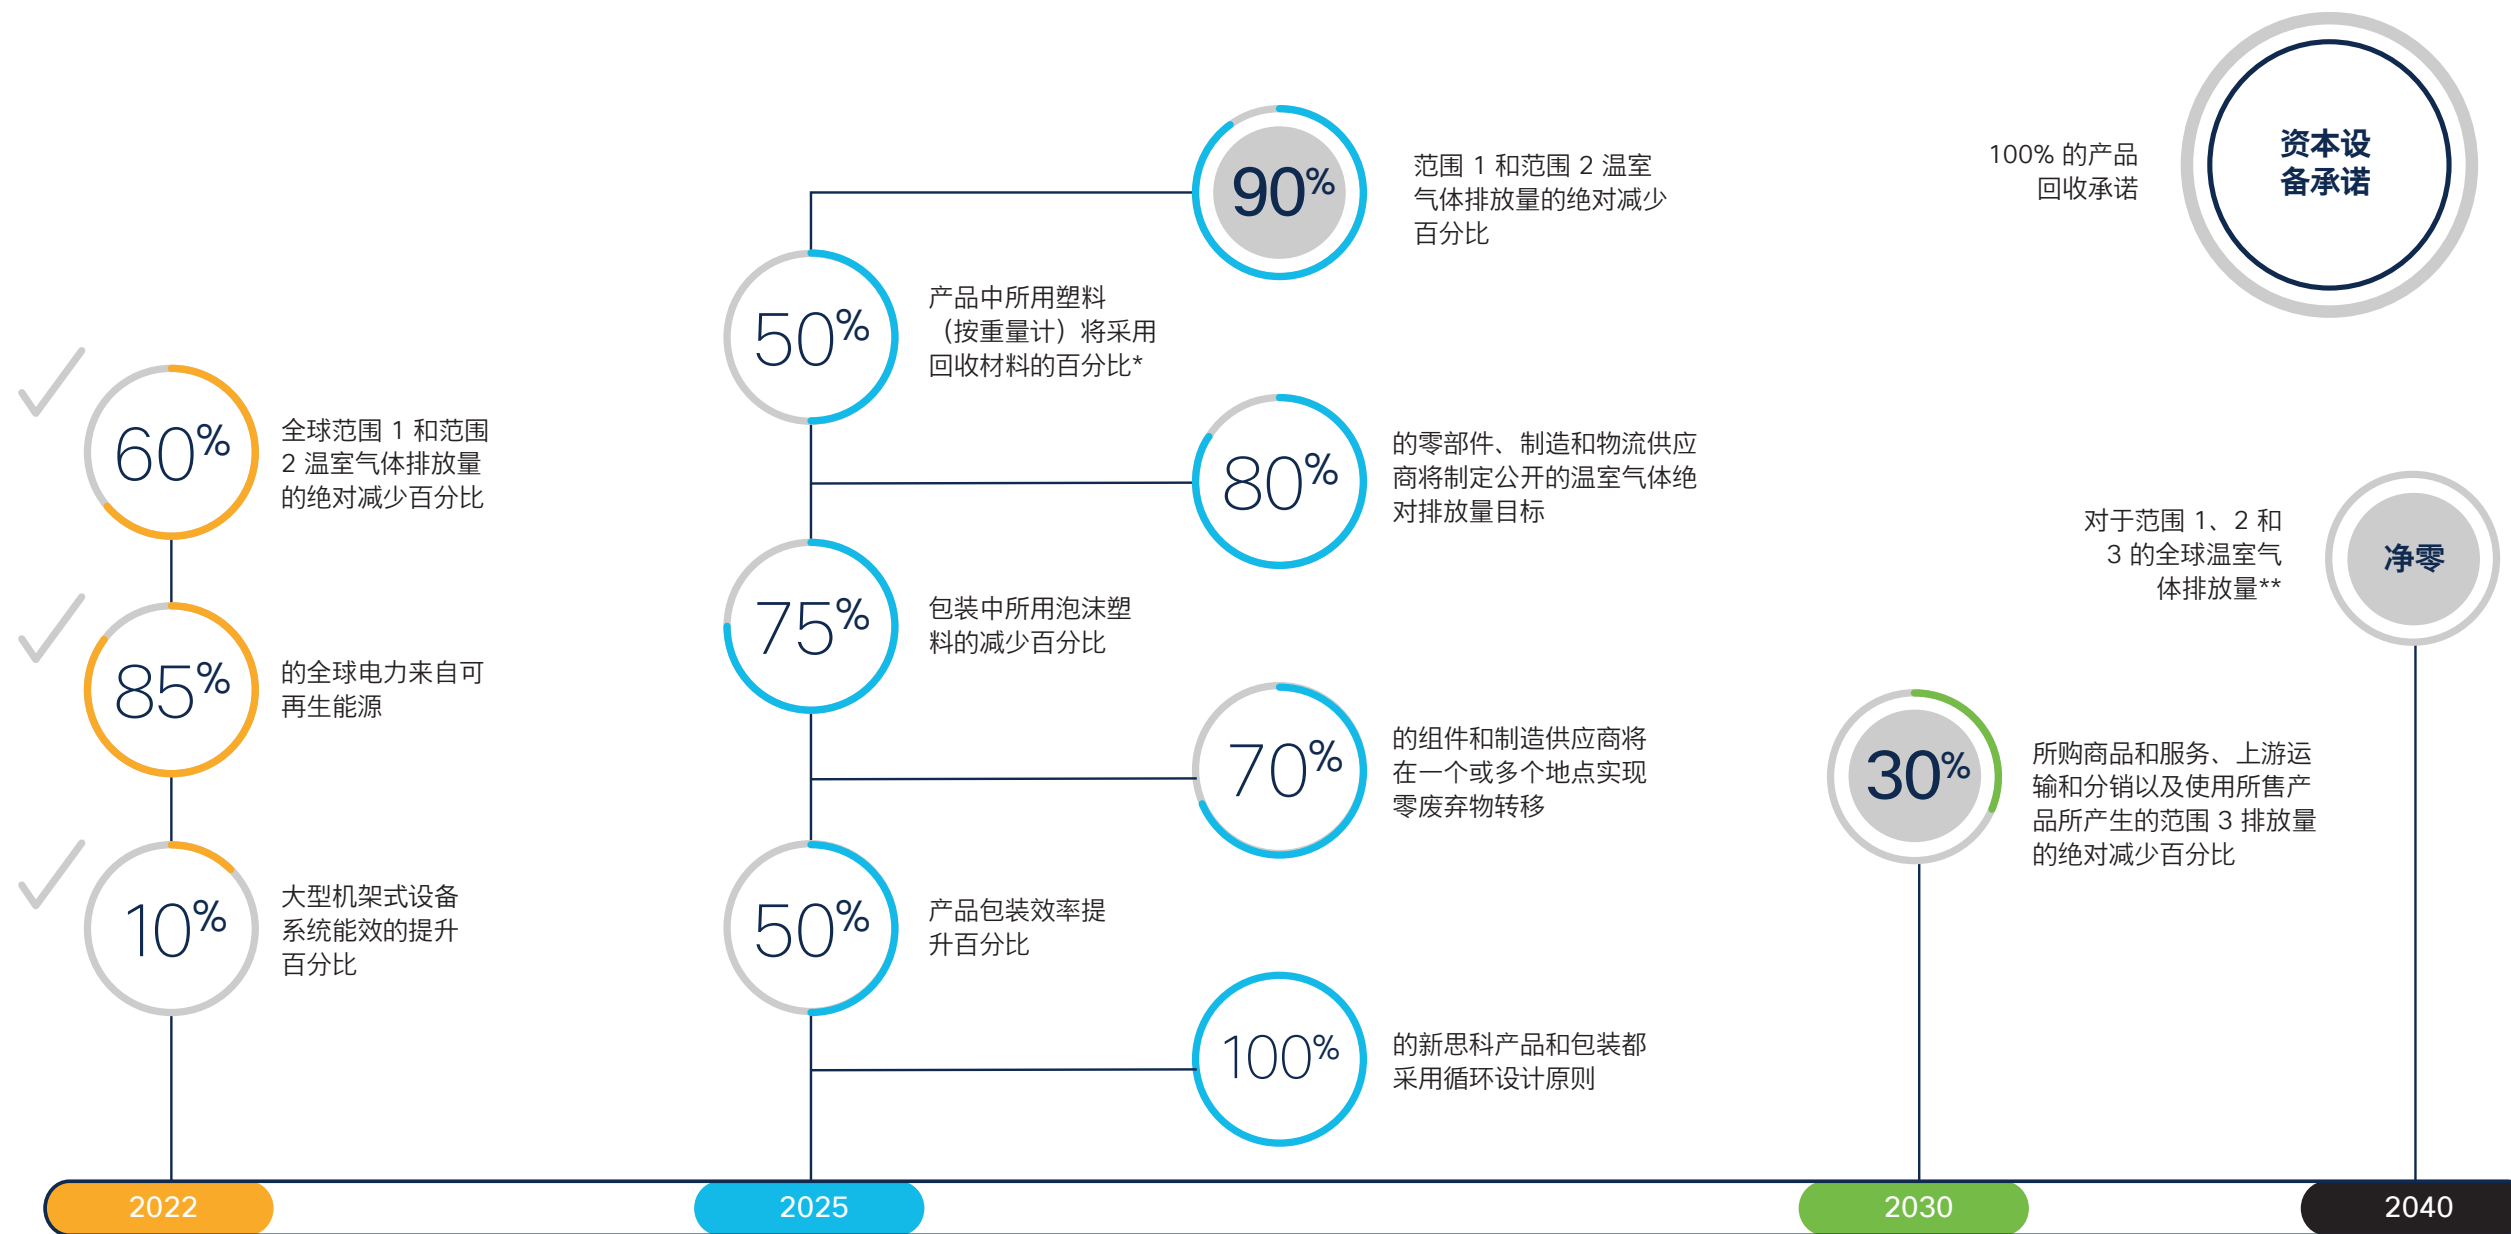 60%
全球范围 1 和范围
2 温室气体排放量
的绝对减少百分比
85%
的全球电力来自可
再生能源
10%
大型机架式设备
系统能效的提升
百分比
2022
90%
范围 1 和范围 2 温室
气体排放量的绝对减少
百分比
50%
产品中所用塑料
（按重量计）将采用
回收材料的百分比*
80%
的零部件、制造和物流供应
商将制定公开的温室气体绝
对排放量目标
75%
包装中所用泡沫塑
料的减少百分比
70%
的组件和制造供应商将
在一个或多个地点实现
零废弃物转移
50%
产品包装效率提
升百分比
100%
的新思科产品和包装都
采用循环设计原则
2025
30%
所购商品和服务、上游运
输和分销以及使用所售产
品所产生的范围 3 排放量
的绝对减少百分比
2030
100% 的产品
回收承诺
资本设
备承诺
对于范围 1、2 和
3 的全球温室气
体排放量**
净零
2040